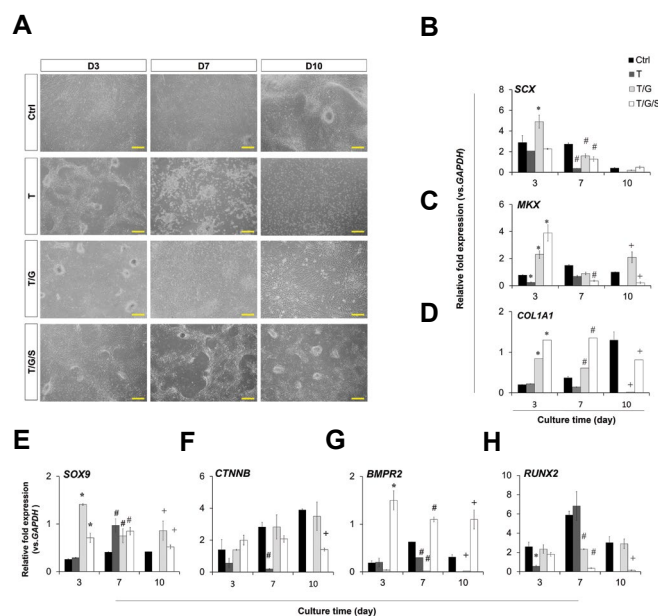 A
D3 D7 D10
Ctrl
T
T/G
T/G/S
B
Ctrl
T
T/G
T/G/S
SCX
8
6
4
2
0
* # # #
3 7 10
C
MKX
6
4
2
0
* * * # + +
3 7 10
D
COL1A1
2
1
0
* # # + +
3 7 10
Relative fold expression (vs.GAPDH)
Culture time (day)
E
SOX9
2
1
0
* * # # # + +
3 7 10
Relative fold expression
(vs.GAPDH)
F
CTNNB
6
4
2
0
# +
3 7 10
G
BMPR2
2
1
0
* # # # + +
3 7 10
H
RUNX2
10
8
6
4
2
0
* # # +
3 7 10
Culture time (day)